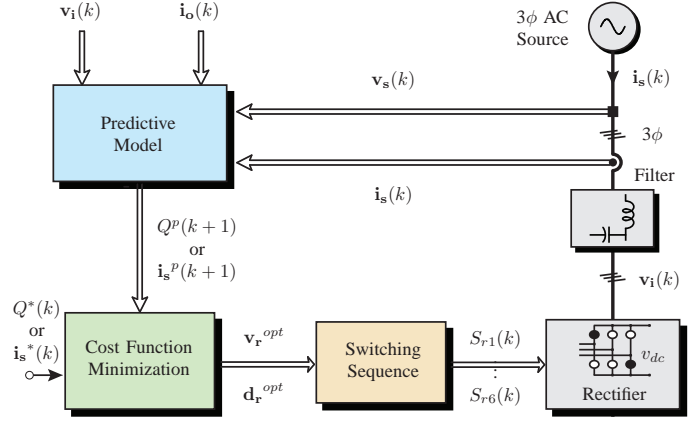 v_i(k)
i_o(k)
3ϕ AC
Source
i_s(k)
v_s(k)
Predictive
Model
3ϕ
i_s(k)
Filter
Q^p(k+1)
or
i_s^p(k+1)
v_i(k)
Q*(k)
or
i_s*(k)
Cost Function
Minimization
v_r^opt
d_r^opt
Switching
Sequence
S_r1(k)
⋮
S_r6(k)
v_dc
Rectifier